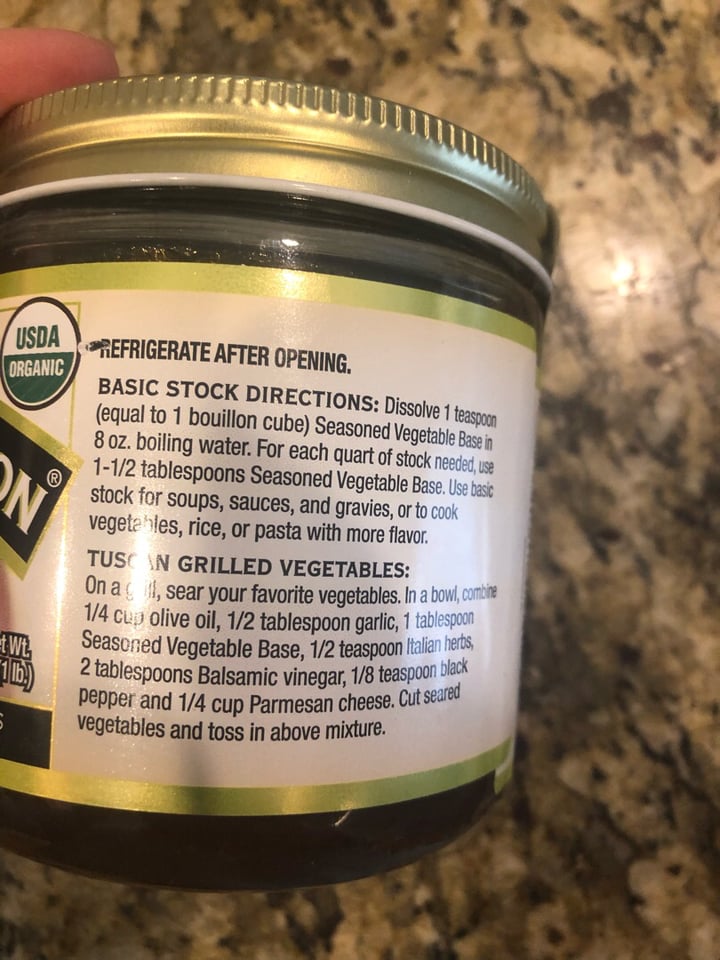 USDA
ORGANIC
REFRIGERATE AFTER OPENING.
BASIC STOCK DIRECTIONS: Dissolve 1 teaspoon
(equal to 1 bouillon cube) Seasoned Vegetable Base in
8 oz. boiling water. For each quart of stock needed, use
1-1/2 tablespoons Seasoned Vegetable Base. Use basic
stock for soups, sauces, and gravies, or to cook
vegetables, rice, or pasta with more flavor.
TUSCAN GRILLED VEGETABLES:
On a grill, sear your favorite vegetables. In a bowl, combine
1/4 cup olive oil, 1/2 tablespoon garlic, 1 tablespoon
Seasoned Vegetable Base, 1/2 teaspoon Italian herbs,
2 tablespoons Balsamic vinegar, 1/8 teaspoon black
pepper and 1/4 cup Parmesan cheese. Cut seared
vegetables and toss in above mixture.
ON®
t Wt.
(1 lb.)
S